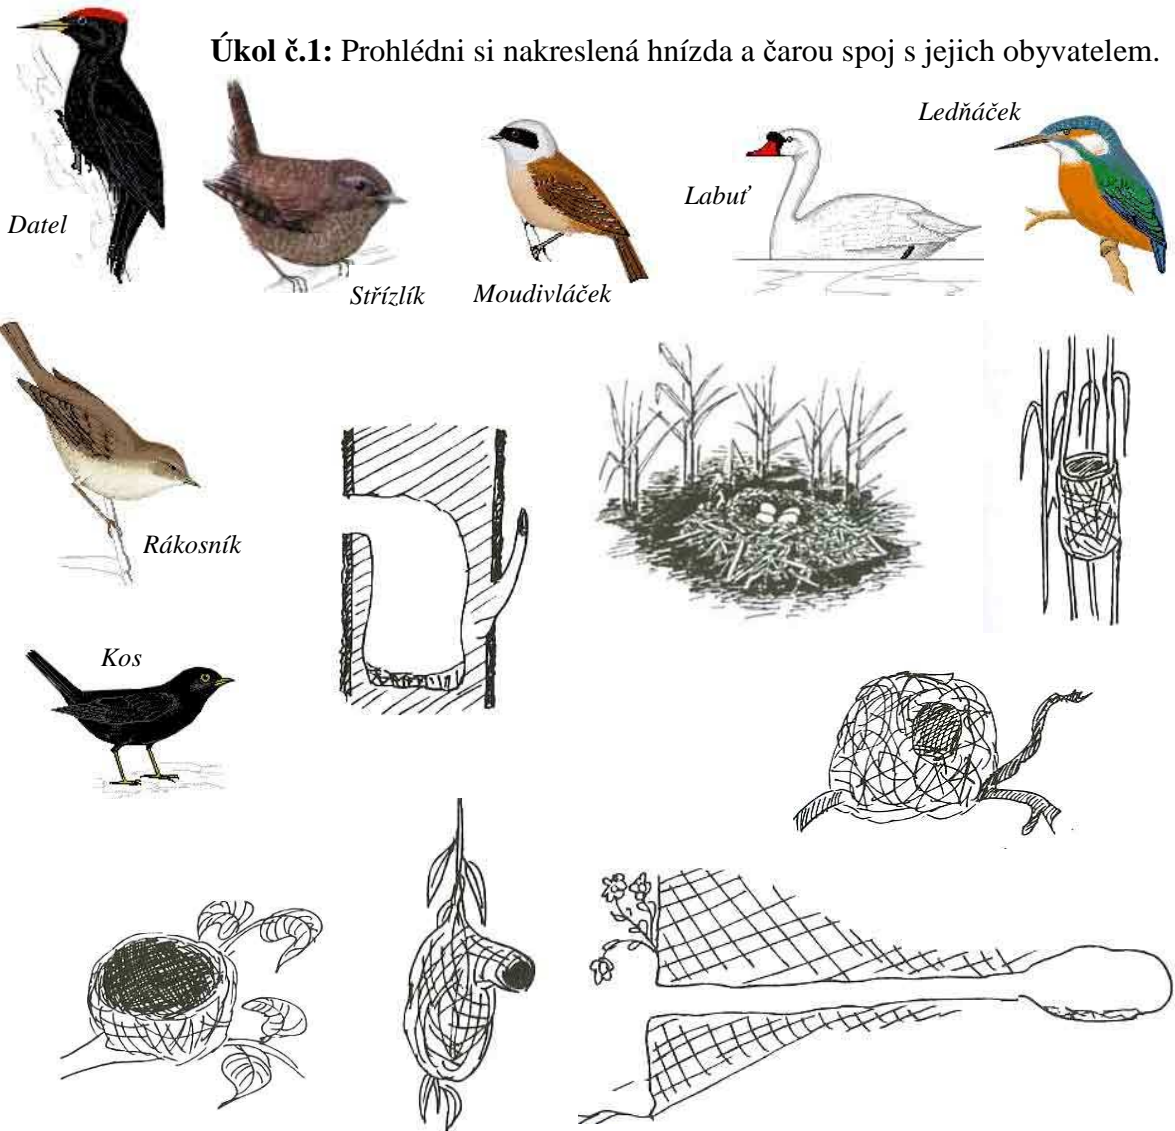 Úkol č.1: Prohlédni si nakreslená hnízda a čarou spoj s jejich obyvatelem.
Ledňáček
Labuť
Datel
Střízlík
Moudivláček
Rákosník
Kos